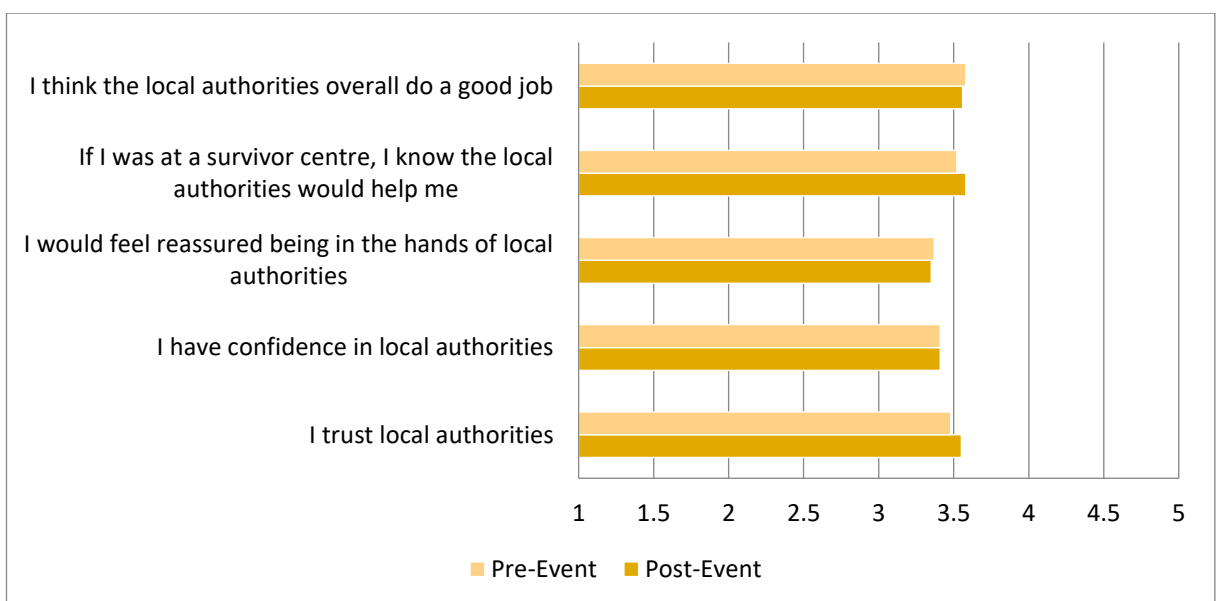 I think the local authorities overall do a good job
If I was at a survivor centre, I know the local
authorities would help me
I would feel reassured being in the hands of local
authorities
I have confidence in local authorities
I trust local authorities
1 1.5 2 2.5 3 3.5 4 4.5 5
Pre-Event Post-Event